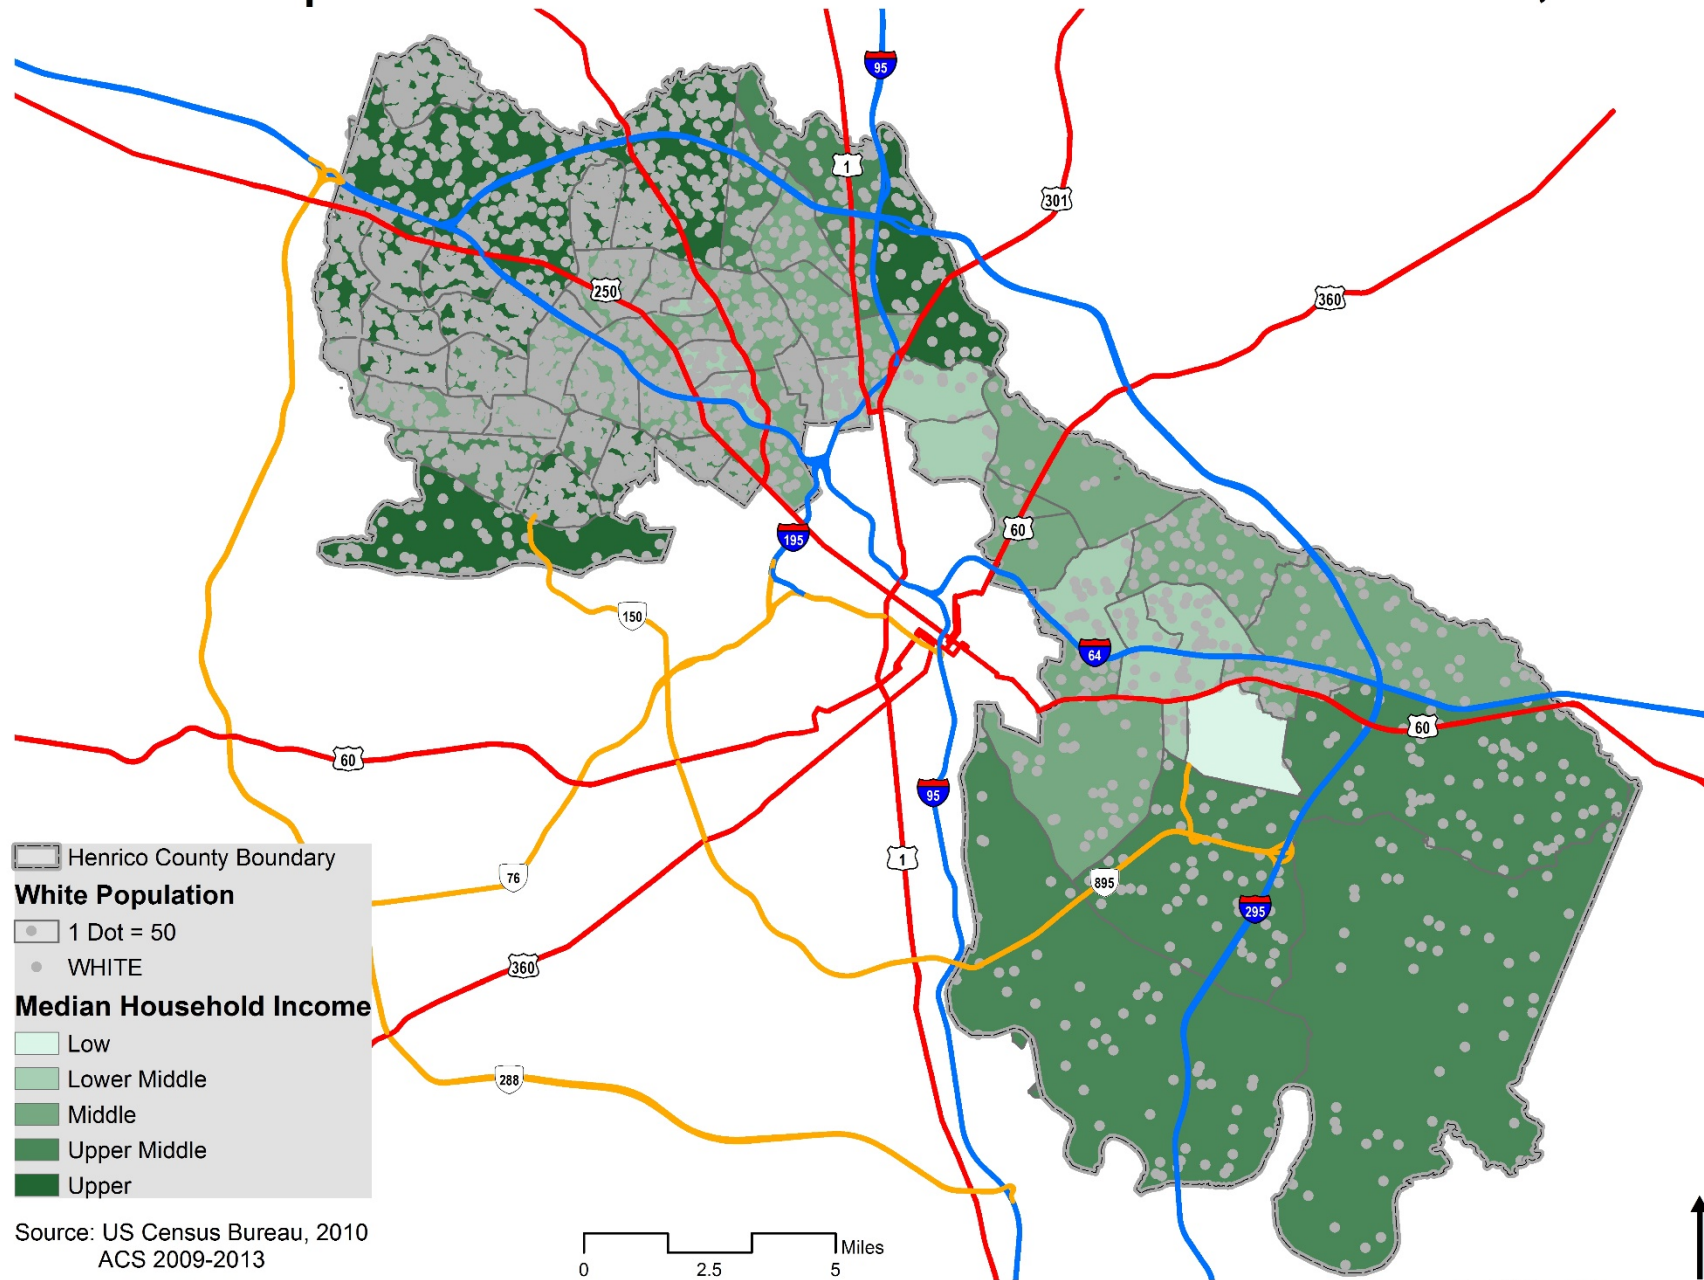 95
1
301
250
360
195
60
150
64
60
60
95
1
76
895
295
360
288
Henrico County Boundary
White Population
1 Dot = 50
WHITE
Median Household Income
Low
Lower Middle
Middle
Upper Middle
Upper
Source: US Census Bureau, 2010
ACS 2009-2013
Miles
0 2.5 5